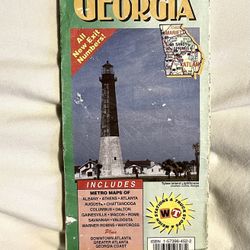 GEORGIA
All
New Exit
Numbers!
INCLUDES
METRO MAPS OF
ALBANY · ATHENS · ATLANTA
AUGUSTA · CHATTANOOGA
COLUMBUS · DALTON
GAINESVILLE · MACON · ROME
SAVANNAH · VALDOSTA
WARNER ROBINS · WAYCROSS
Plus
DOWNTOWN ATLANTA
GREATER ATLANTA
GEORGIA COAST